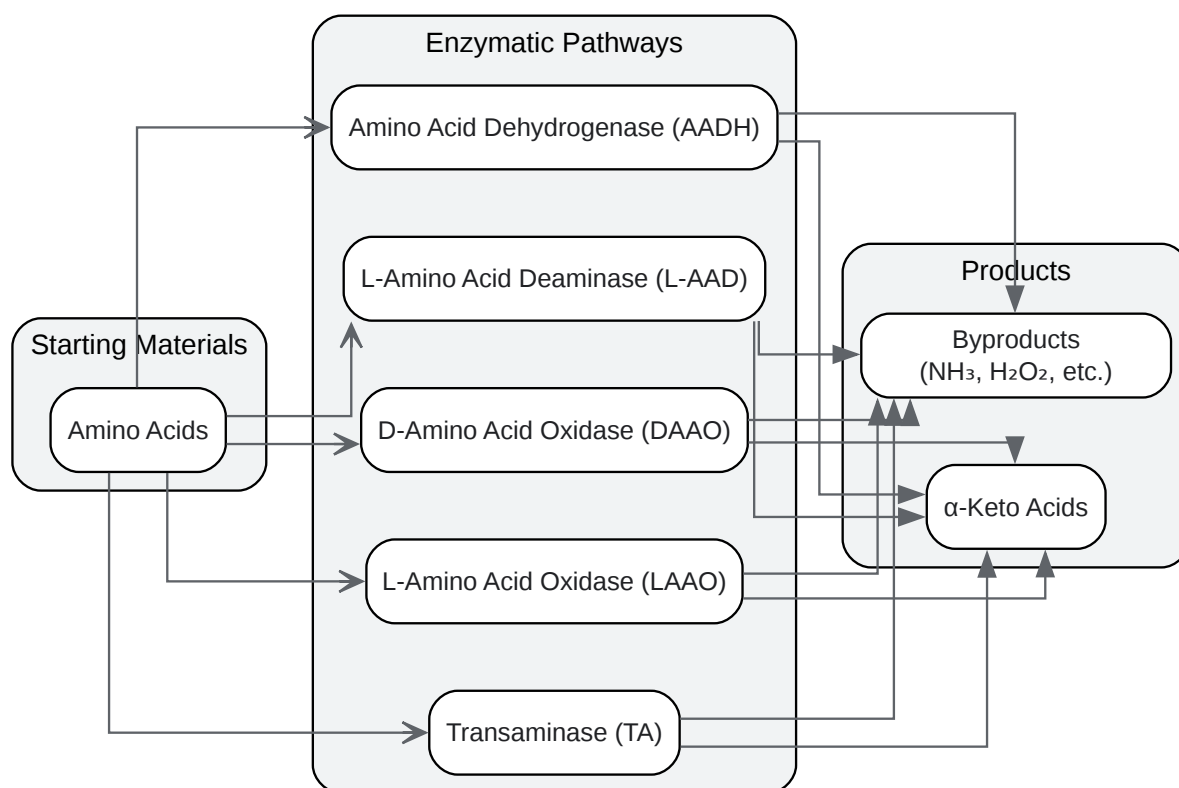 Enzymatic Pathways
Amino Acid Dehydrogenase (AADH)
L-Amino Acid Deaminase (L-AAD)
Products
Starting Materials
Byproducts
(NH₃, H₂O₂, etc.)
Amino Acids
D-Amino Acid Oxidase (DAAO)
α-Keto Acids
L-Amino Acid Oxidase (LAAO)
Transaminase (TA)